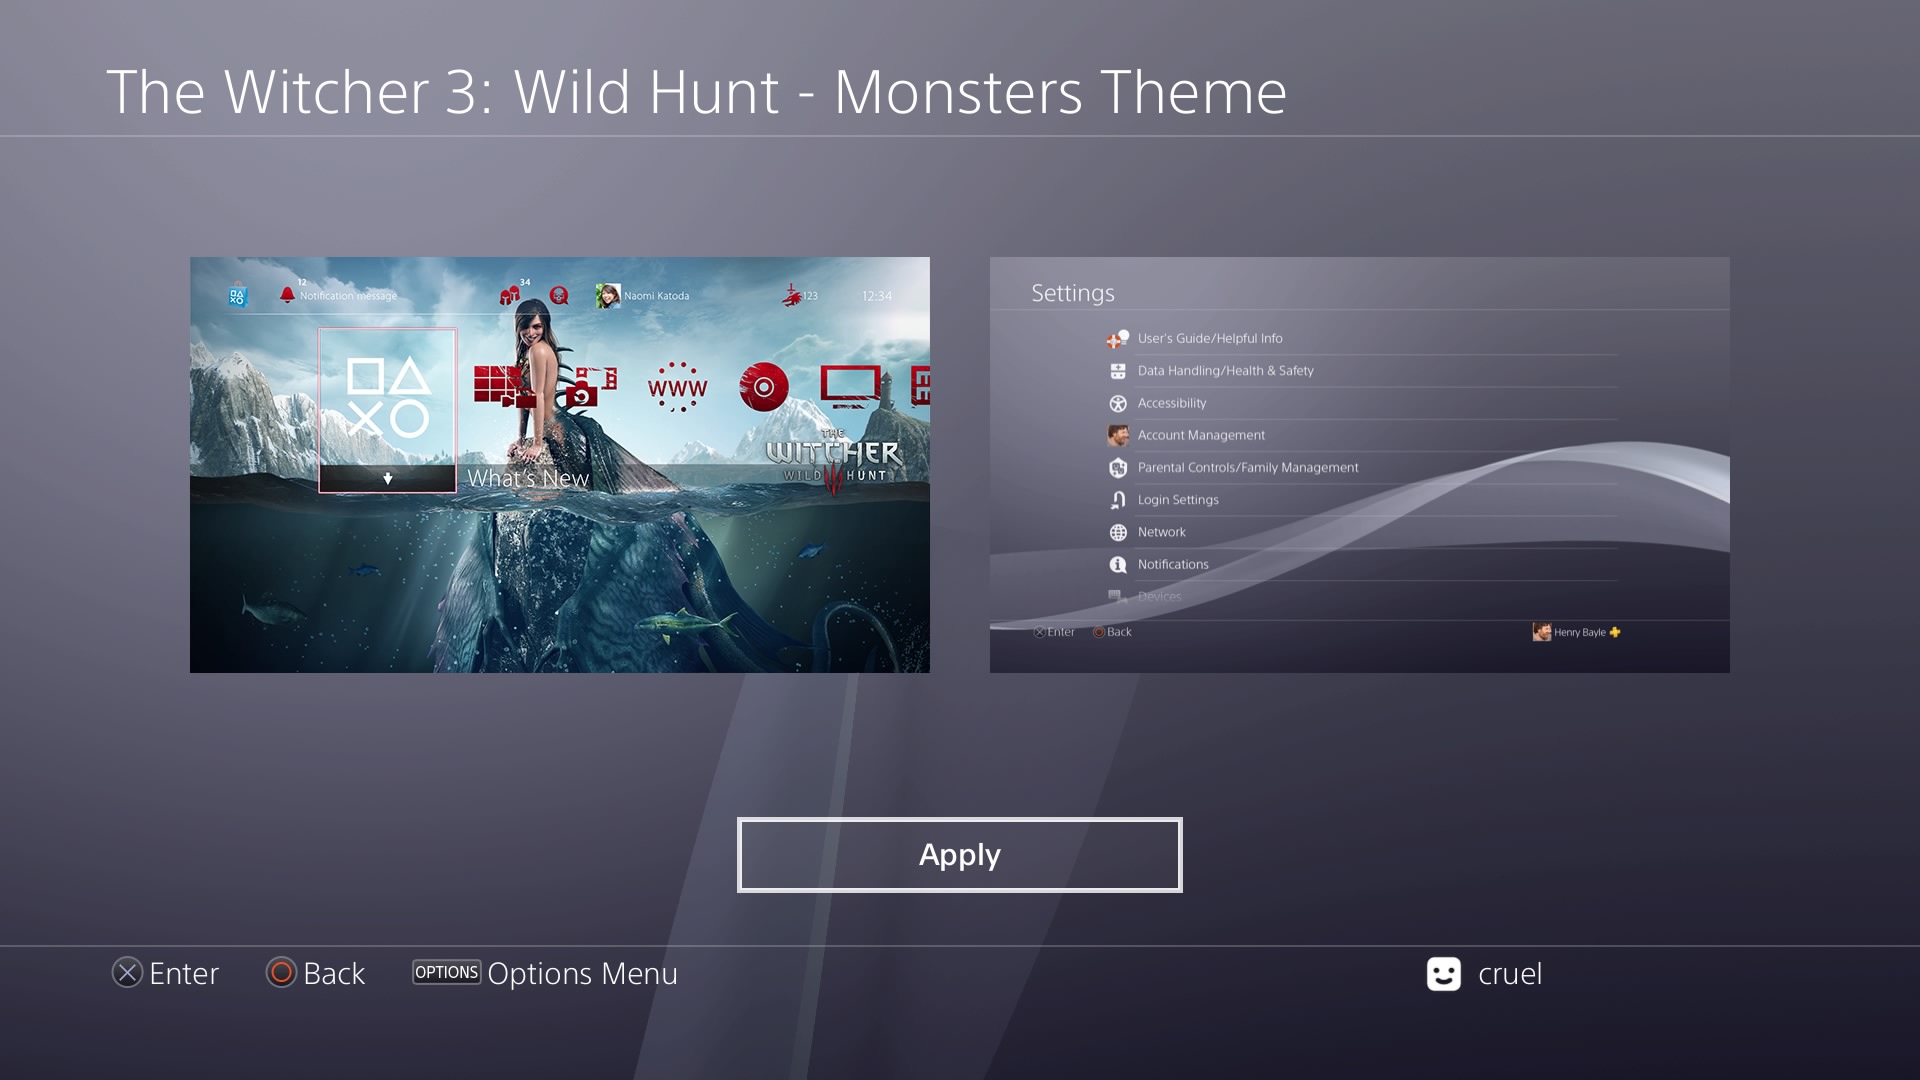 The Witcher 3: Wild Hunt - Monsters Theme
12
Notification message
34
Naomi Katoda
123
12:34
WWW
THE
WITCHER
WILD HUNT
What's New
Settings
User's Guide/Helpful Info
Data Handling/Health & Safety
Accessibility
Account Management
Parental Controls/Family Management
Login Settings
Network
Notifications
Devices
Enter
Back
Henry Bayle
Apply
Enter
Back
OPTIONS Options Menu
cruel